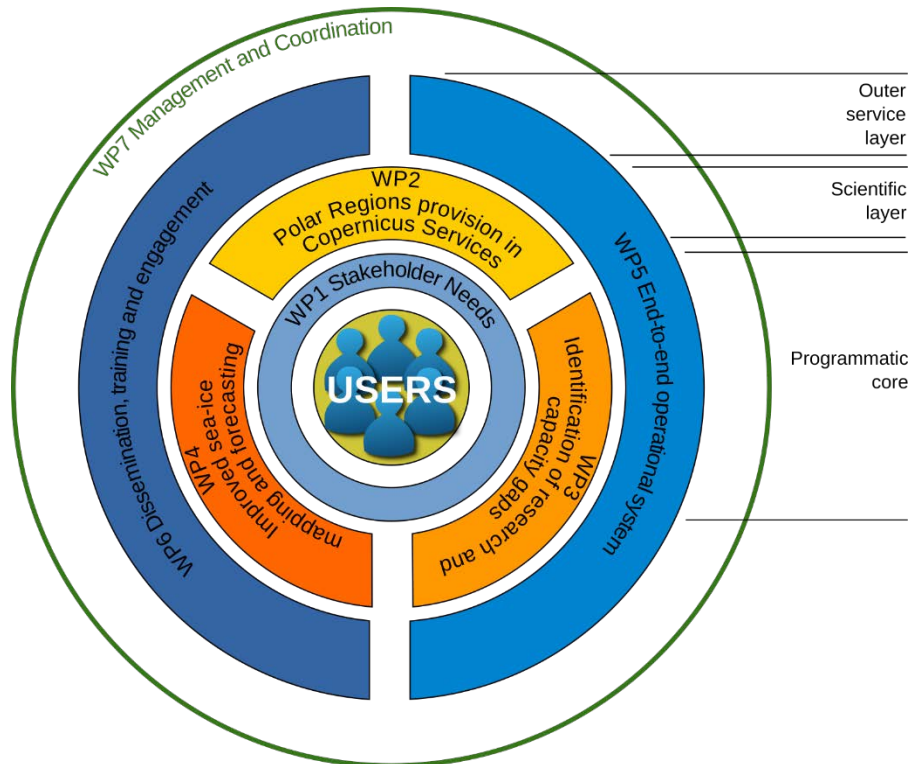 WP7 Management and Coordination
Outer
service
layer
Scientific
layer
Programmatic
core
WP6 Dissemination, training and engagement
WP5 End-to-end operational system
WP2
Polar Regions provision in
Copernicus Services
WP1 Stakeholder Needs
USERS
WP4
Improved sea-ice
mapping and forecasting
WP3
Identification of research and
capacity gaps